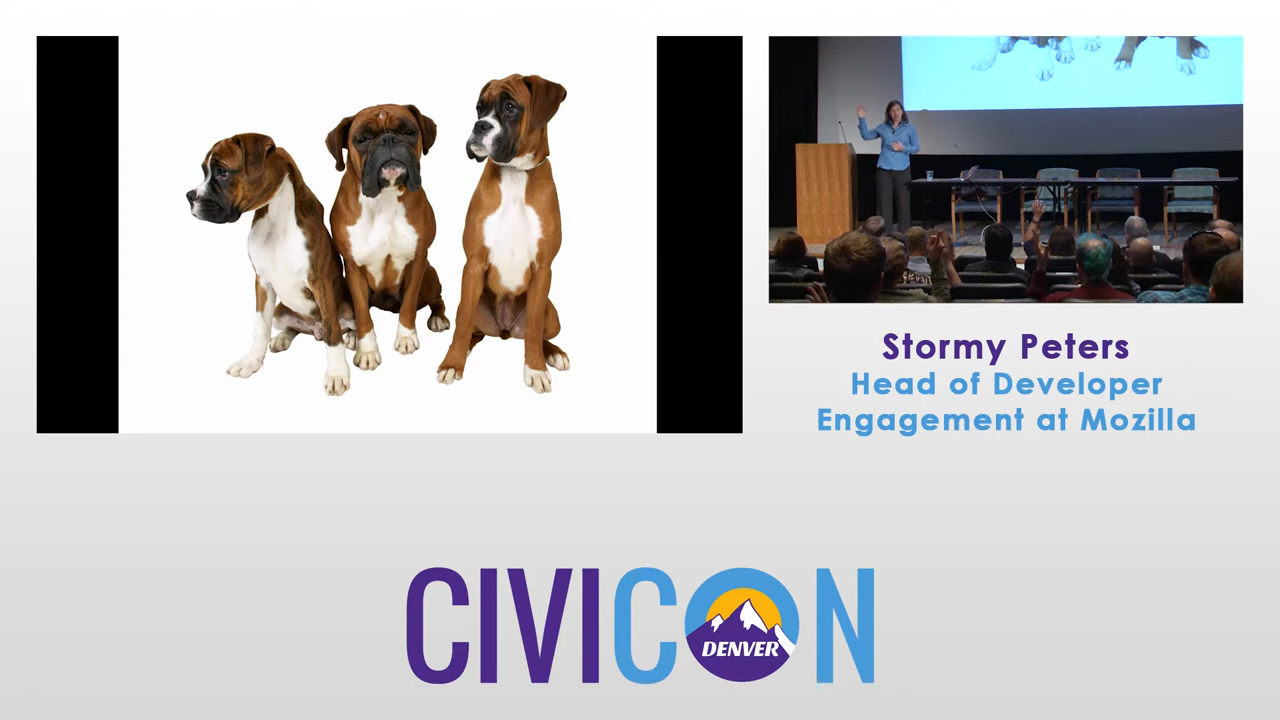 Stormy Peters
Head of Developer
Engagement at Mozilla
CIVICON
DENVER